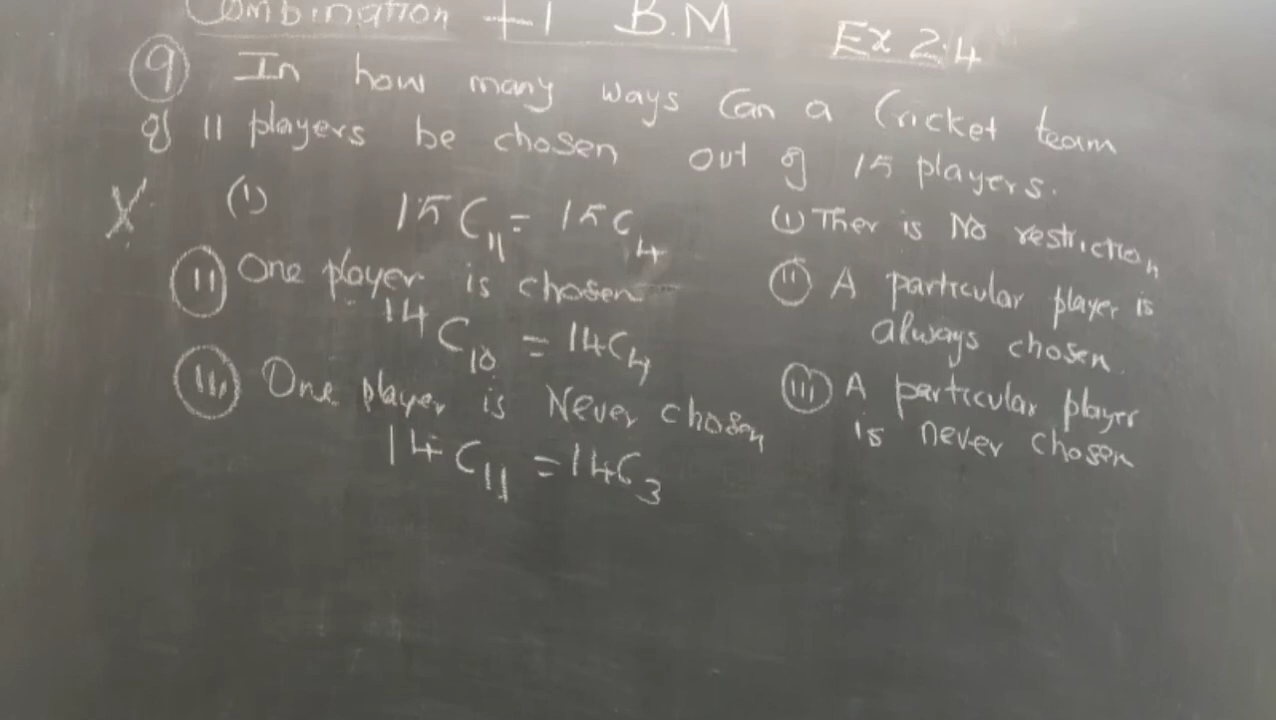 Combination +1 B.M Ex 2.4
9 In how many ways Can a Cricket team
of 11 players be chosen out of 15 players.
X (i) 15C11 = 15C4
(i) Ther is No restriction
(ii) One player is chosen
14C10 = 14C4
(ii) A particular player is
always chosen.
(iii) One player is Never chosen
14C11 = 14C3
(iii) A particular player
is never chosen